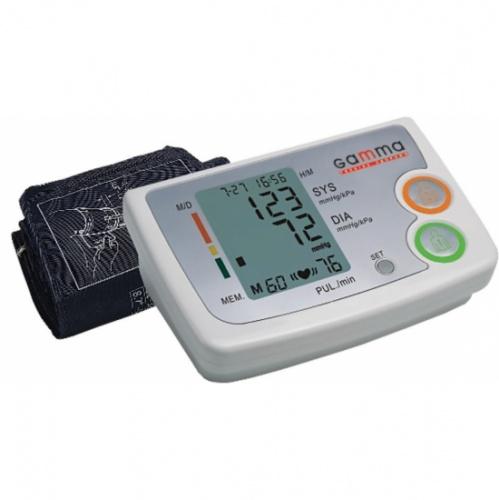 GAMMA
M/D
7-27 16:56
H/M
123
SYS
mmHg/kPa
72
DIA
mmHg/kPa
mmHg
SET
MEM.
M 60
76
PUL./min